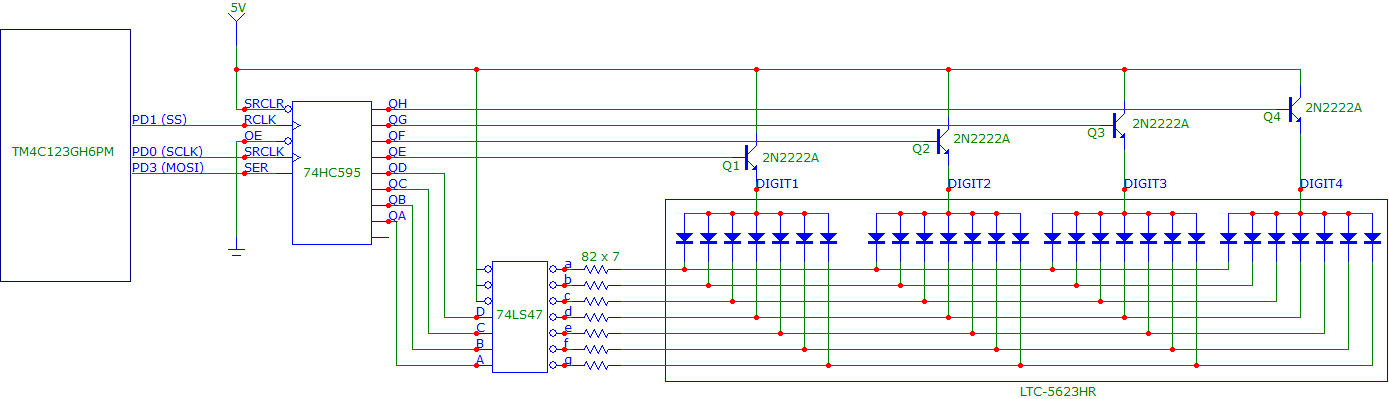 5V
TM4C123GH6PM
PD1 (SS)
PD0 (SCLK)
PD3 (MOSI)
SRCLR
RCLK
OE
SRCLK
SER
74HC595
QH
QG
QF
QE
QD
QC
QB
QA
Q1
2N2222A
Q2
2N2222A
Q3
2N2222A
Q4
2N2222A
DIGIT1
DIGIT2
DIGIT3
DIGIT4
82 x 7
D
C
B
A
74LS47
a
b
c
d
e
f
g
LTC-5623HR